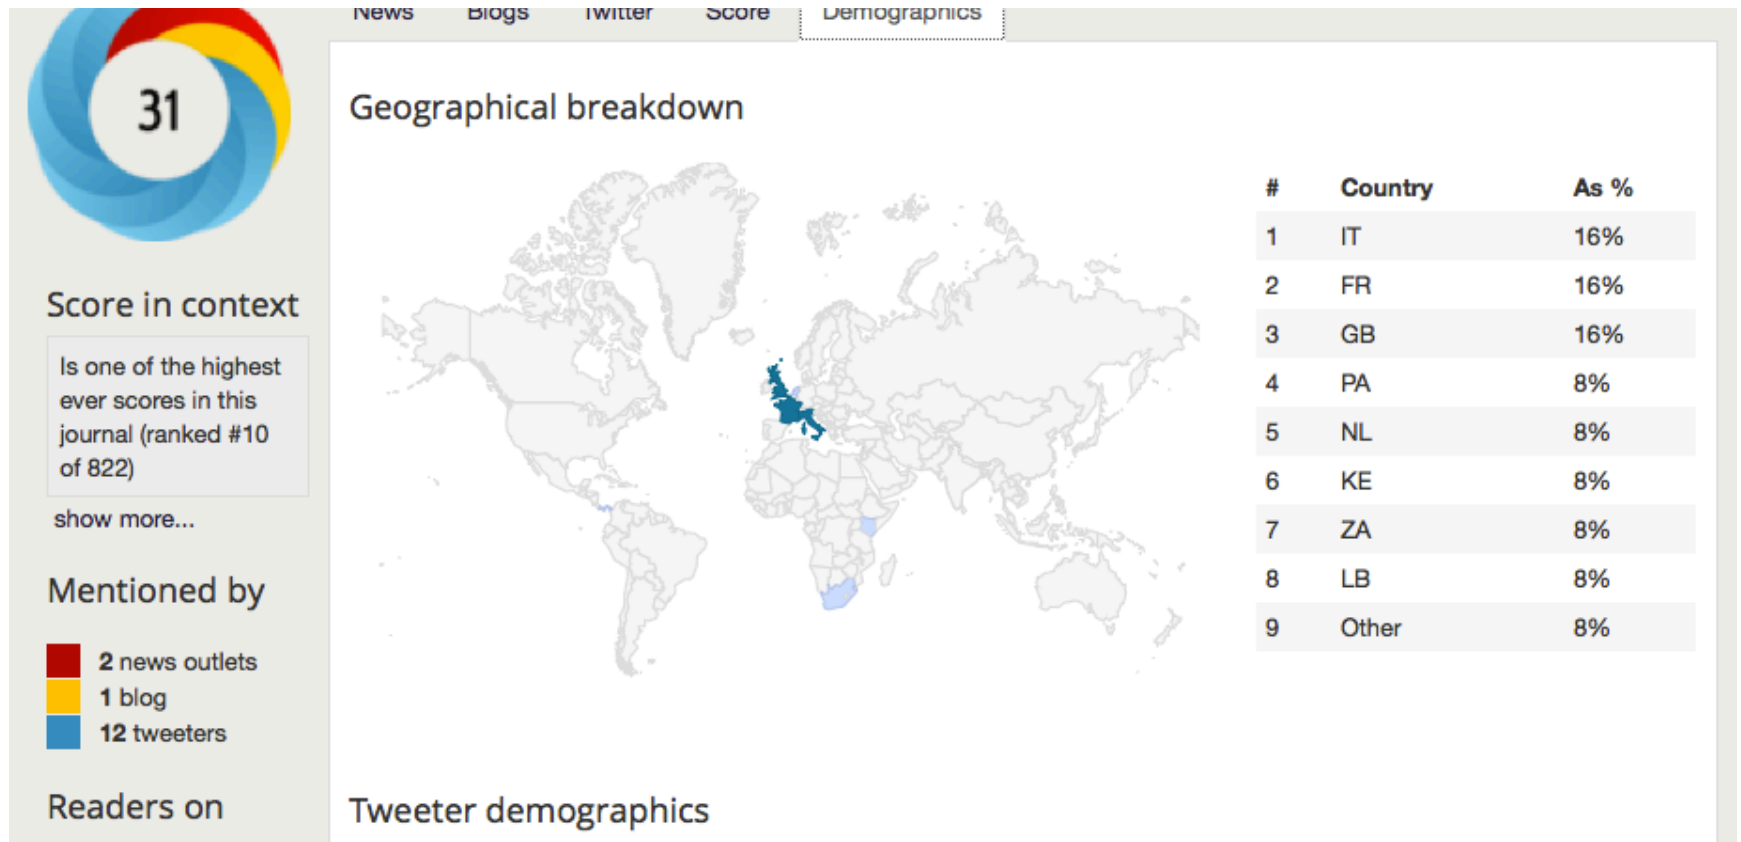 News Blogs Twitter Score Demographics
31
Score in context
Is one of the highest
ever scores in this
journal (ranked #10
of 822)
show more...
Mentioned by
2 news outlets
1 blog
12 tweeters
Readers on
Geographical breakdown
# Country As %
1 IT 16%
2 FR 16%
3 GB 16%
4 PA 8%
5 NL 8%
6 KE 8%
7 ZA 8%
8 LB 8%
9 Other 8%
Tweeter demographics